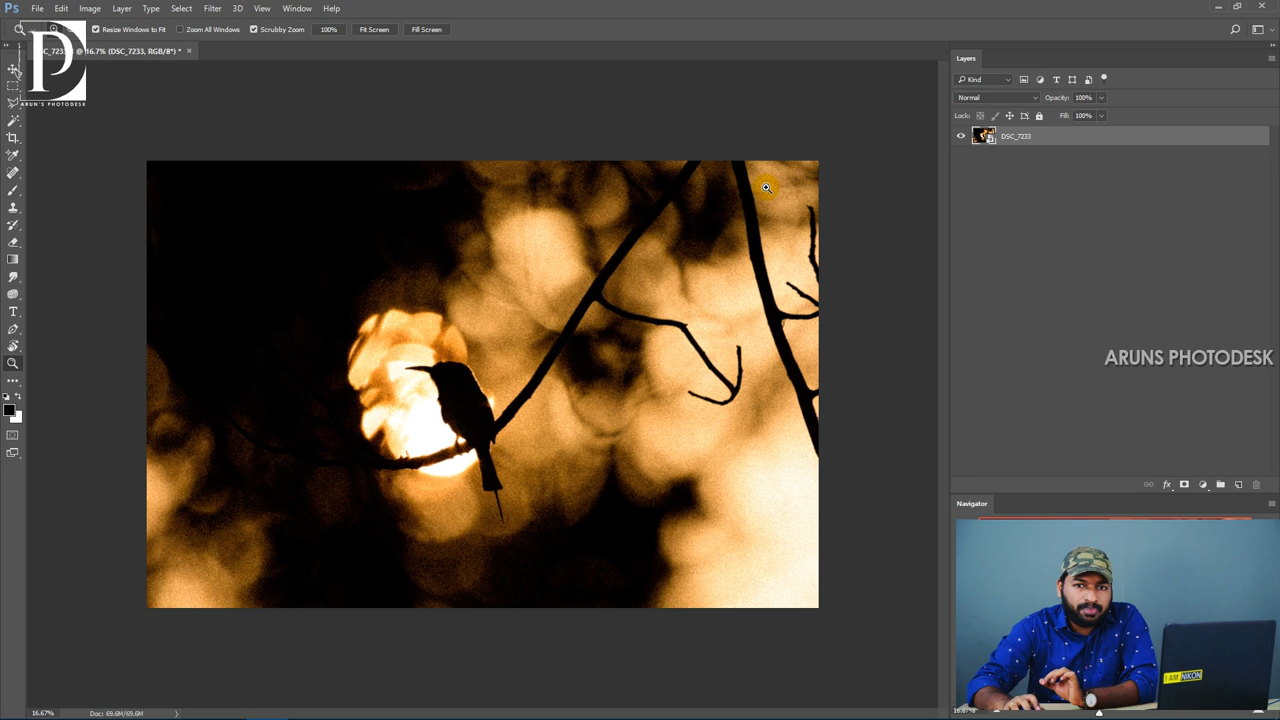 Ps File Edit Image Layer Type Select Filter 3D View Window Help
Resize Windows to Fit Zoom All Windows Scrubby Zoom 100% Fit Screen Fill Screen
C_7233 @ 16.7% (DSC_7233, RGB/8*) * ×
D
ARUN'S PHOTODESK
Layers
Kind
Normal Opacity: 100%
Lock: Fill: 100%
DSC_7233
ARUNS PHOTODESK
Navigator
I AM NIKON
16.67% Doc: 69.6M/69.6M